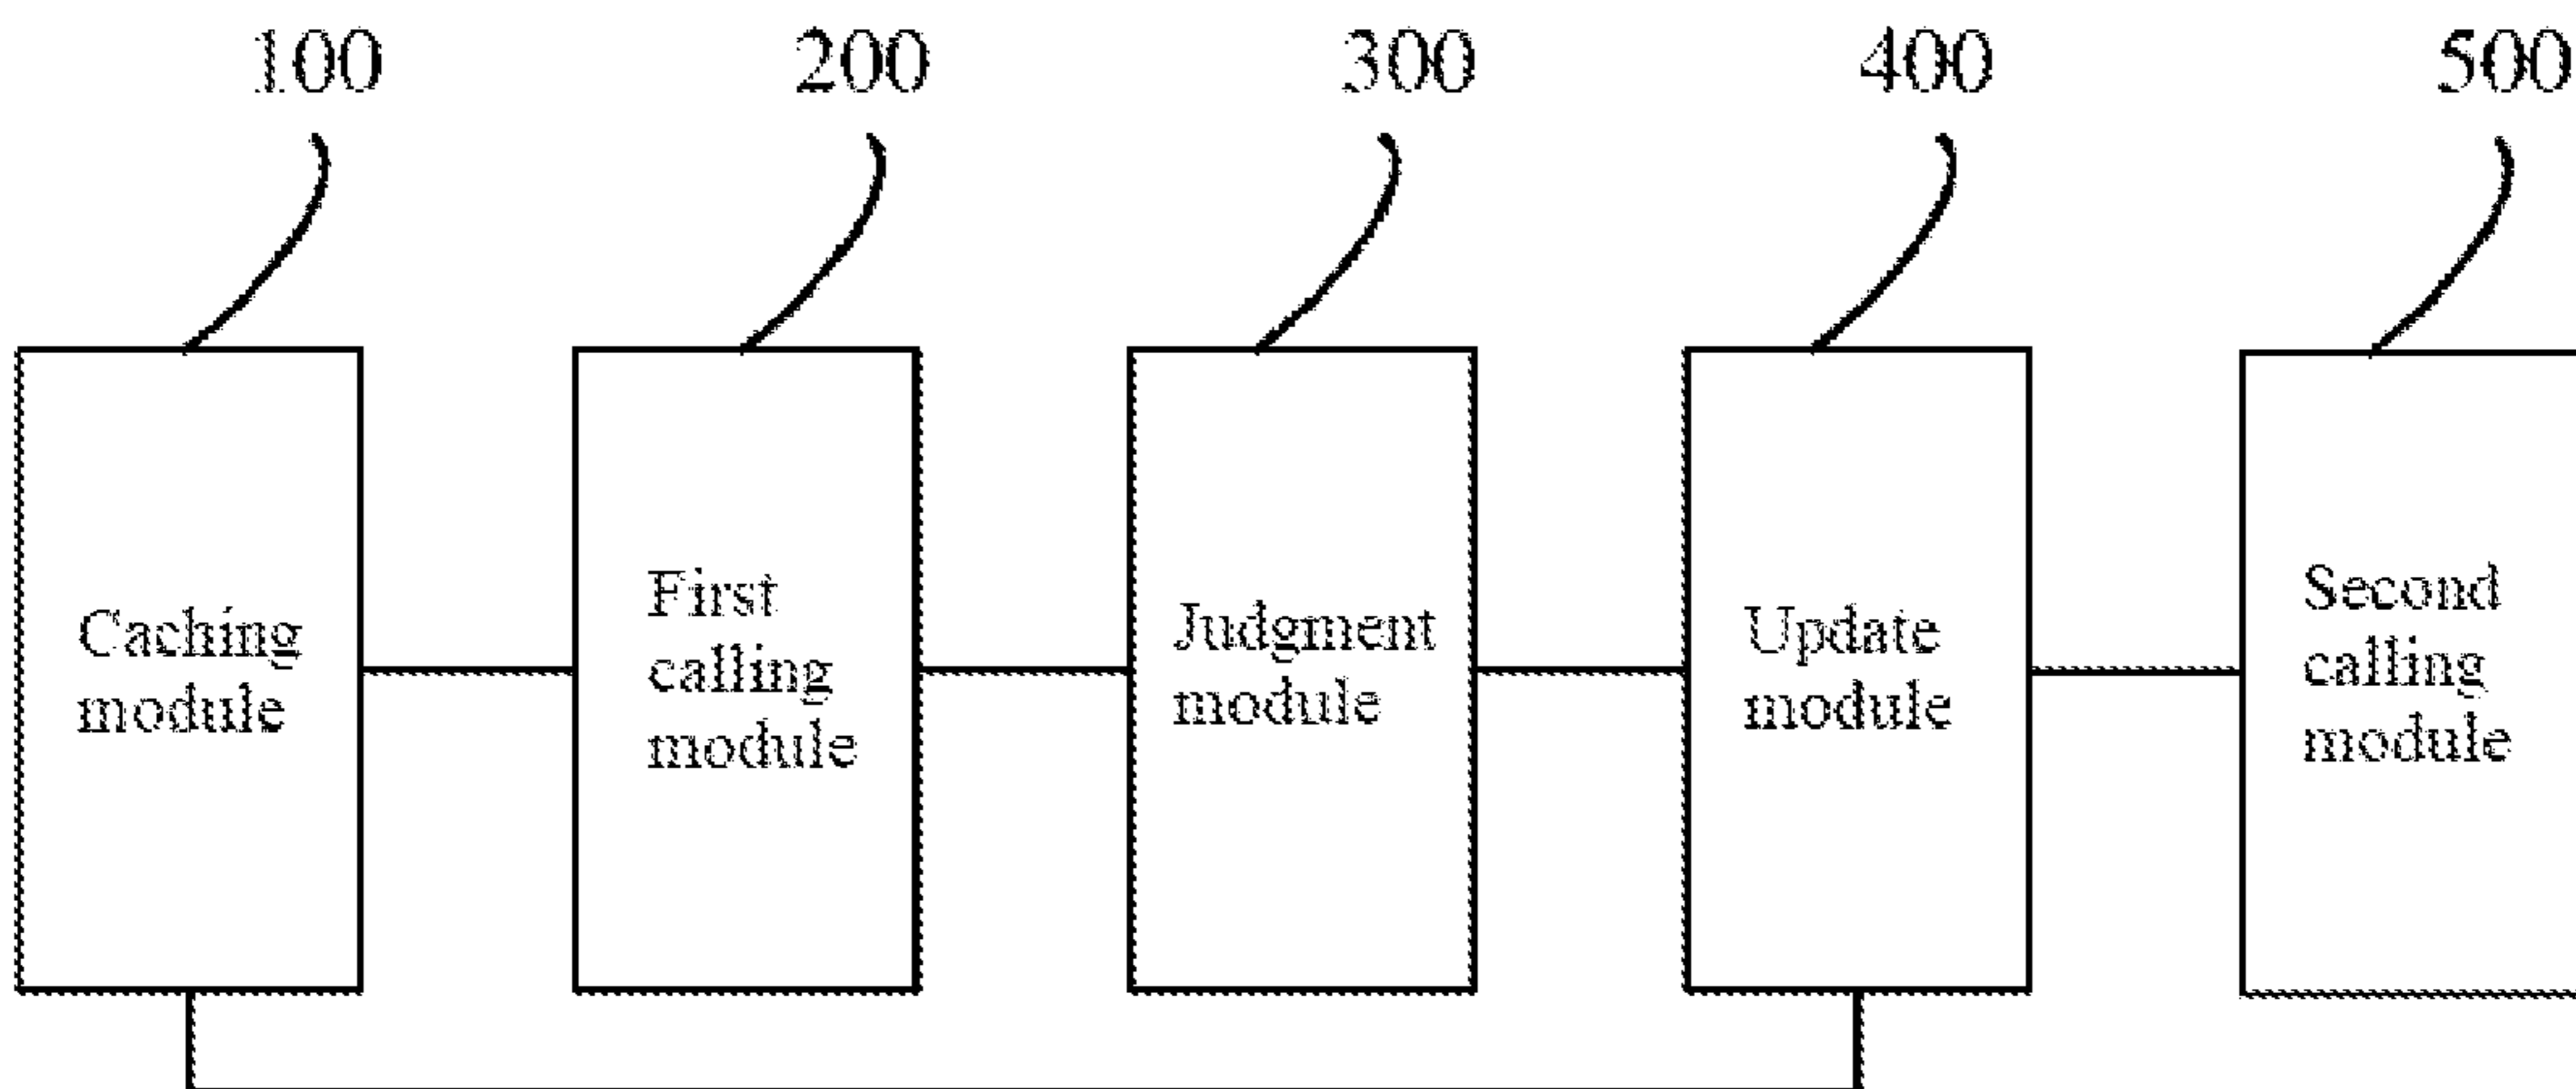 100 200 300 400 500
Caching
module
First
calling
module
Judgment
module
Update
module
Second
calling
module